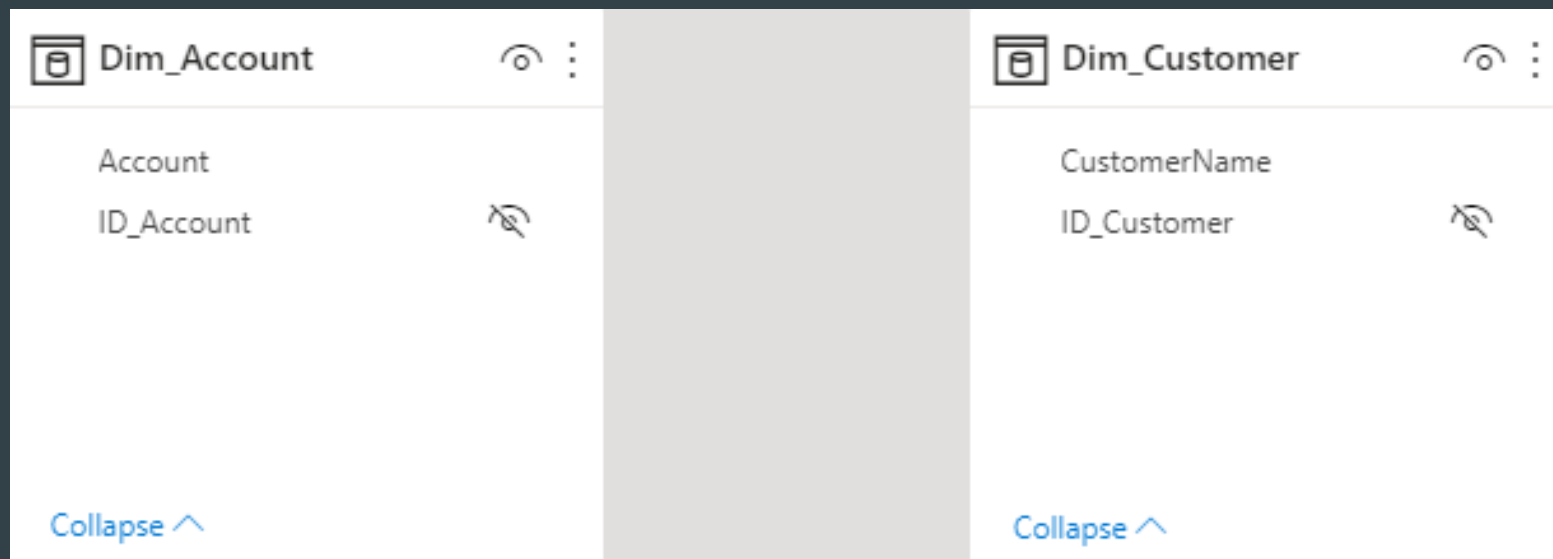 Dim_Account
Account
ID_Account
Collapse
Dim_Customer
CustomerName
ID_Customer
Collapse